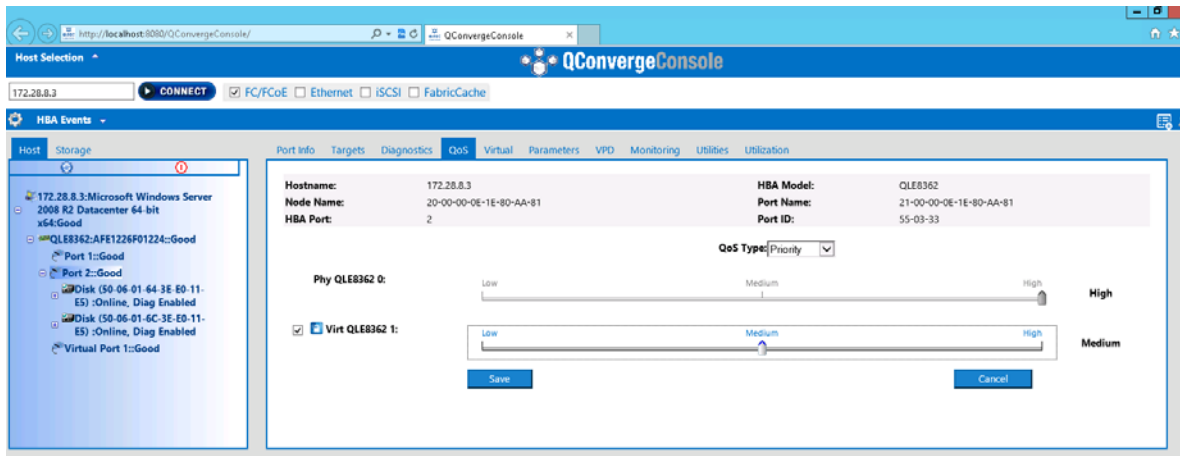 http://localhost:8080/QConvergeConsole/
QConvergeConsole
Host Selection
QConvergeConsole
172.28.8.3
CONNECT
FC/FCoE Ethernet iSCSI FabricCache
HBA Events
Host Storage
Port Info Targets Diagnostics QoS Virtual Parameters VPD Monitoring Utilities Utilization
172.28.8.3:Microsoft Windows Server
2008 R2 Datacenter 64-bit
x64:Good
QLE8362:AFE1226F01224::Good
Port 1::Good
Port 2::Good
Disk (50-06-01-64-3E-E0-11-
E5) :Online, Diag Enabled
Disk (50-06-01-6C-3E-E0-11-
E5) :Online, Diag Enabled
Virtual Port 1::Good
Hostname: 172.28.8.3 HBA Model: QLE8362
Node Name: 20-00-00-0E-1E-80-AA-81 Port Name: 21-00-00-0E-1E-80-AA-81
HBA Port: 2 Port ID: 55-03-33
QoS Type: Priority
Phy QLE8362 0: Low Medium High High
Virt QLE8362 1: Low Medium High Medium
Save Cancel